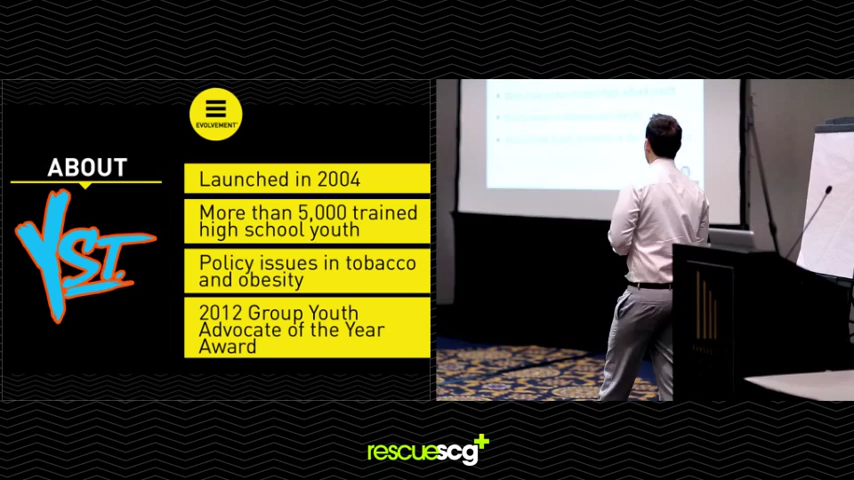 EVOLVEMENT
ABOUT
YST.
Launched in 2004
More than 5,000 trained
high school youth
Policy issues in tobacco
and obesity
2012 Group Youth
Advocate of the Year
Award
rescuescg+